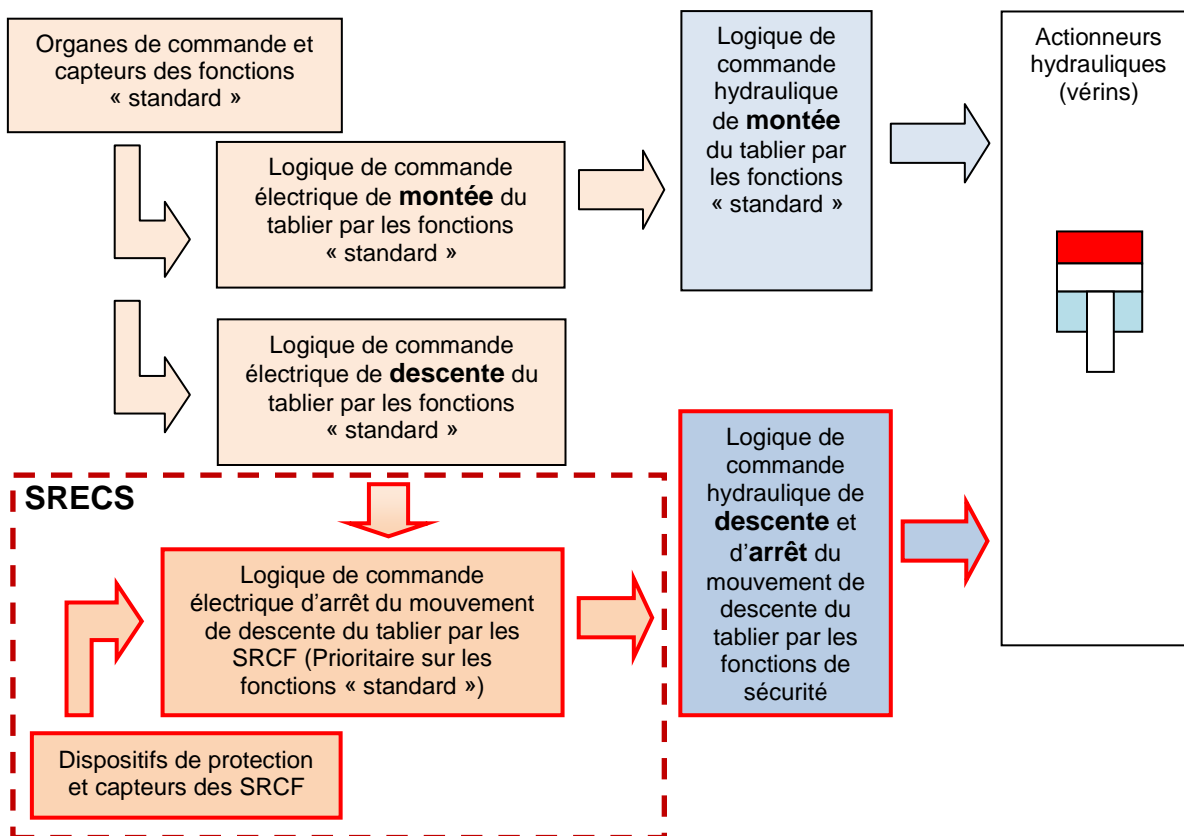 Organes de commande et
capteurs des fonctions
« standard »
Logique de commande
électrique de montée du
tablier par les fonctions
« standard »
Logique de
commande
hydraulique
de montée
du tablier par
les fonctions
« standard »
Actionneurs
hydrauliques
(vérins)
Logique de commande
électrique de descente du
tablier par les fonctions
« standard »
SRECS
Logique de commande
électrique d'arrêt du mouvement
de descente du tablier par les
SRCF (Prioritaire sur les
fonctions « standard »)
Dispositifs de protection
et capteurs des SRCF
Logique de
commande
hydraulique de
descente et
d'arrêt du
mouvement de
descente du
tablier par les
fonctions de
sécurité